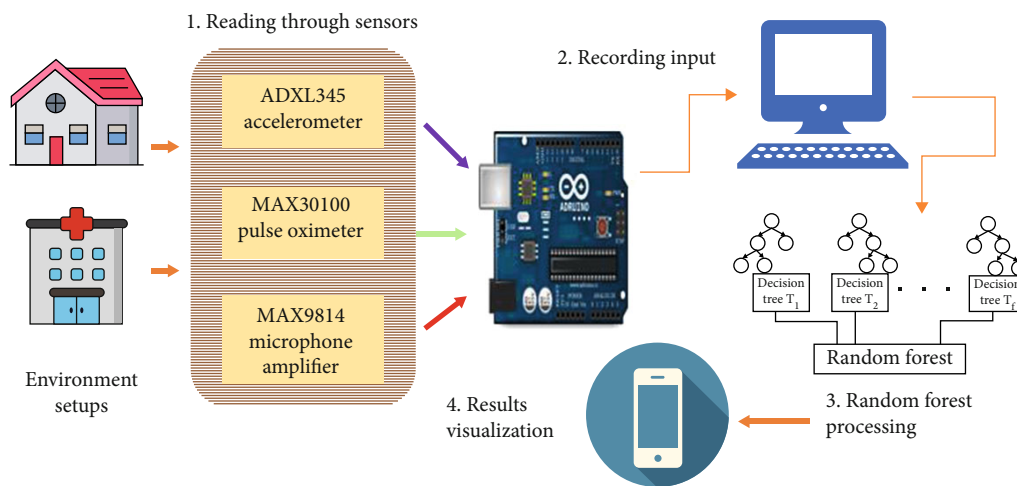 1. Reading through sensors
ADXL345
accelerometer
MAX30100
pulse oximeter
MAX9814
microphone
amplifier
Environment
setups
ARDUINO
2. Recording input
Decision
tree T1
Decision
tree T2
Decision
tree Tf
Random forest
3. Random forest
processing
4. Results
visualization